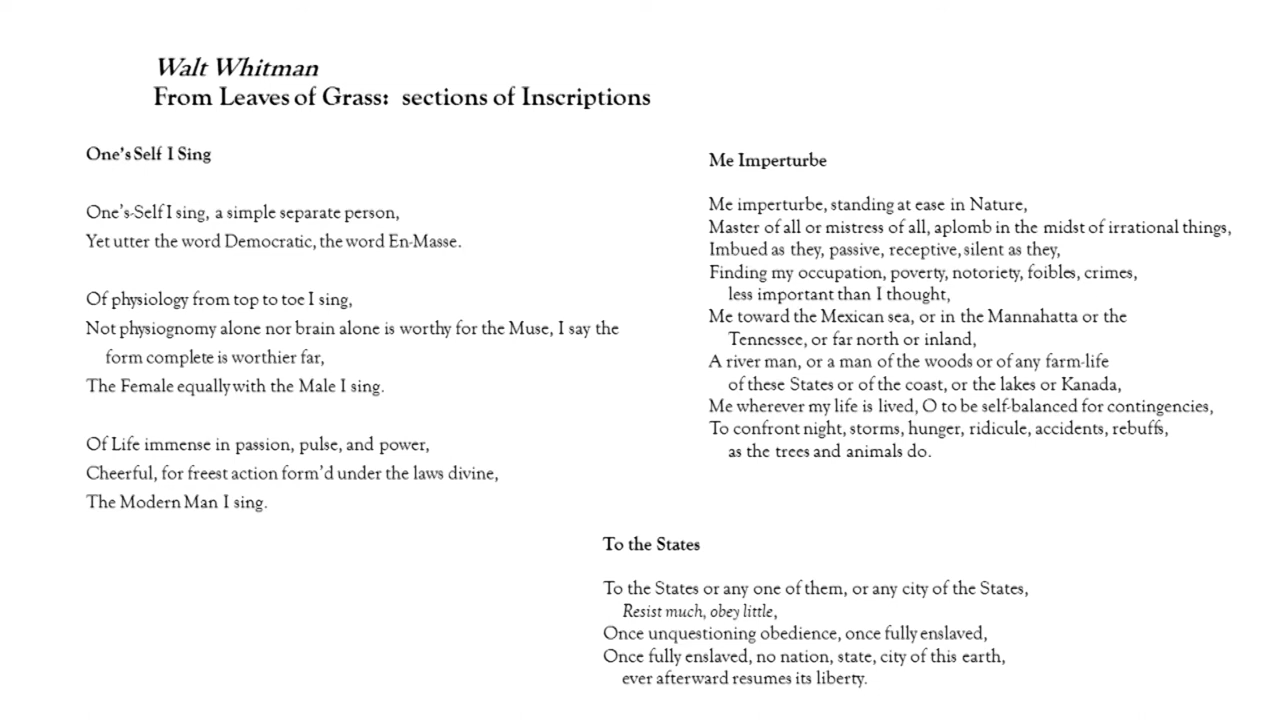 Walt Whitman
From Leaves of Grass: sections of Inscriptions
One's Self I Sing
One's-Self I sing, a simple separate person,
Yet utter the word Democratic, the word En-Masse.
Of physiology from top to toe I sing,
Not physiognomy alone nor brain alone is worthy for the Muse, I say the
form complete is worthier far,
The Female equally with the Male I sing.
Of Life immense in passion, pulse, and power,
Cheerful, for freest action form'd under the laws divine,
The Modern Man I sing.
Me Imperturbe
Me imperturbe, standing at ease in Nature,
Master of all or mistress of all, aplomb in the midst of irrational things,
Imbued as they, passive, receptive, silent as they,
Finding my occupation, poverty, notoriety, foibles, crimes,
less important than I thought,
Me toward the Mexican sea, or in the Mannahatta or the
Tennessee, or far north or inland,
A river man, or a man of the woods or of any farm-life
of these States or of the coast, or the lakes or Kanada,
Me wherever my life is lived, O to be self-balanced for contingencies,
To confront night, storms, hunger, ridicule, accidents, rebuffs,
as the trees and animals do.
To the States
To the States or any one of them, or any city of the States,
Resist much, obey little,
Once unquestioning obedience, once fully enslaved,
Once fully enslaved, no nation, state, city of this earth,
ever afterward resumes its liberty.